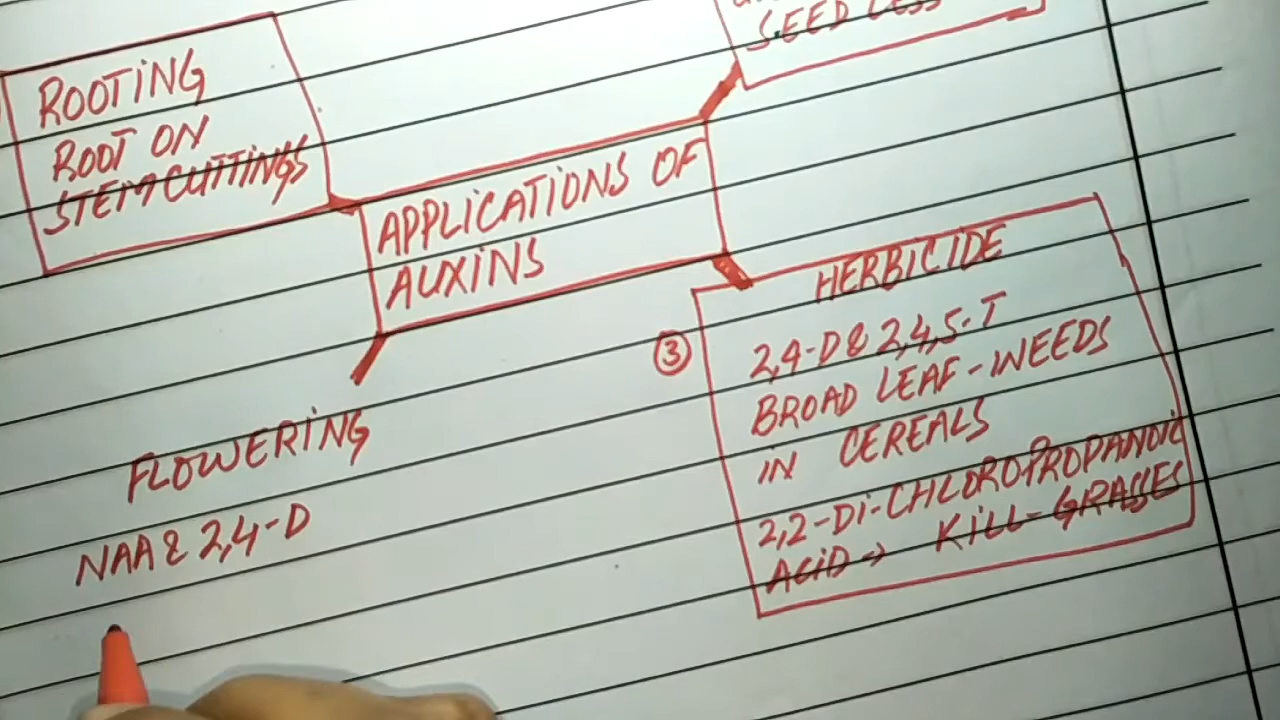 SEED LESS
ROOTING
ROOT ON
STEM CUTTINGS
APPLICATIONS OF
AUXINS
HERBICIDE
3
2,4-D & 2,4,5-T
BROAD LEAF-WEEDS
IN CEREALS
2,2-Di-CHLOROPROPANOIC
ACID → KILL-GRASSES
FLOWERING
NAA & 2,4-D